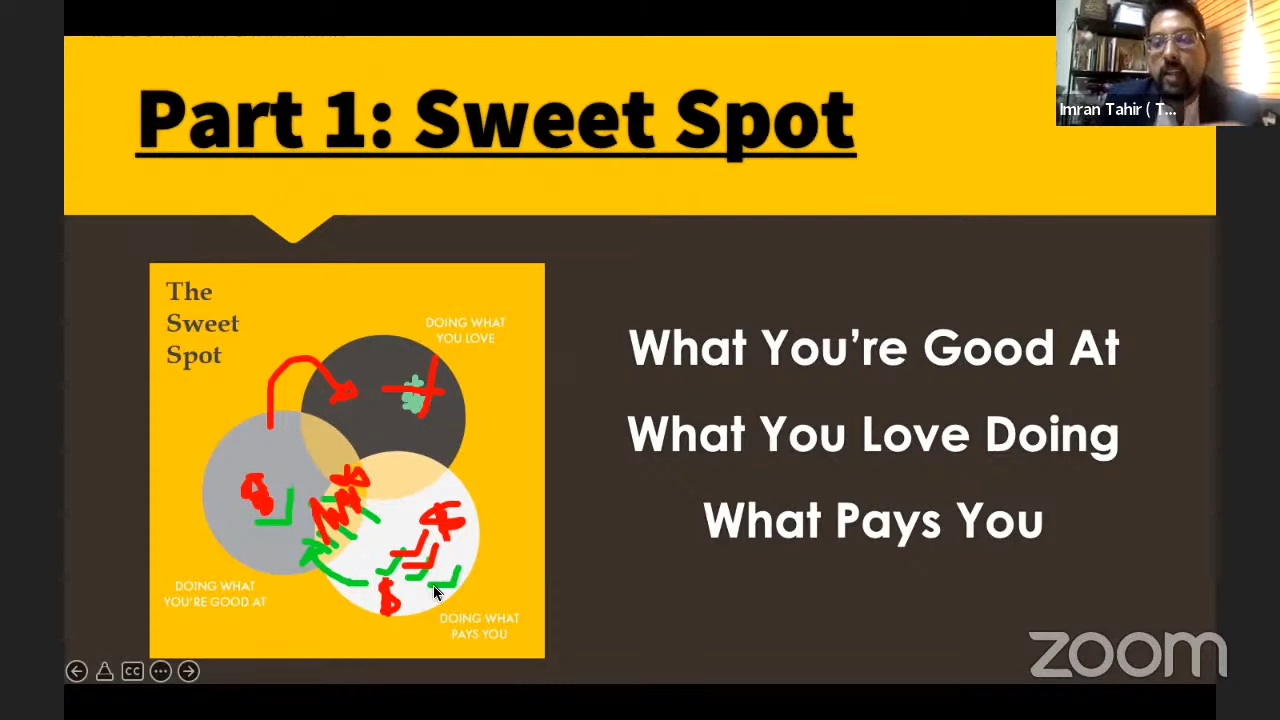 Part 1: Sweet Spot
Imran Tahir ( T...
The
Sweet
Spot
DOING WHAT
YOU LOVE
DOING WHAT
YOU'RE GOOD AT
DOING WHAT
PAYS YOU
What You’re Good At
What You Love Doing
What Pays You
CC
zoom